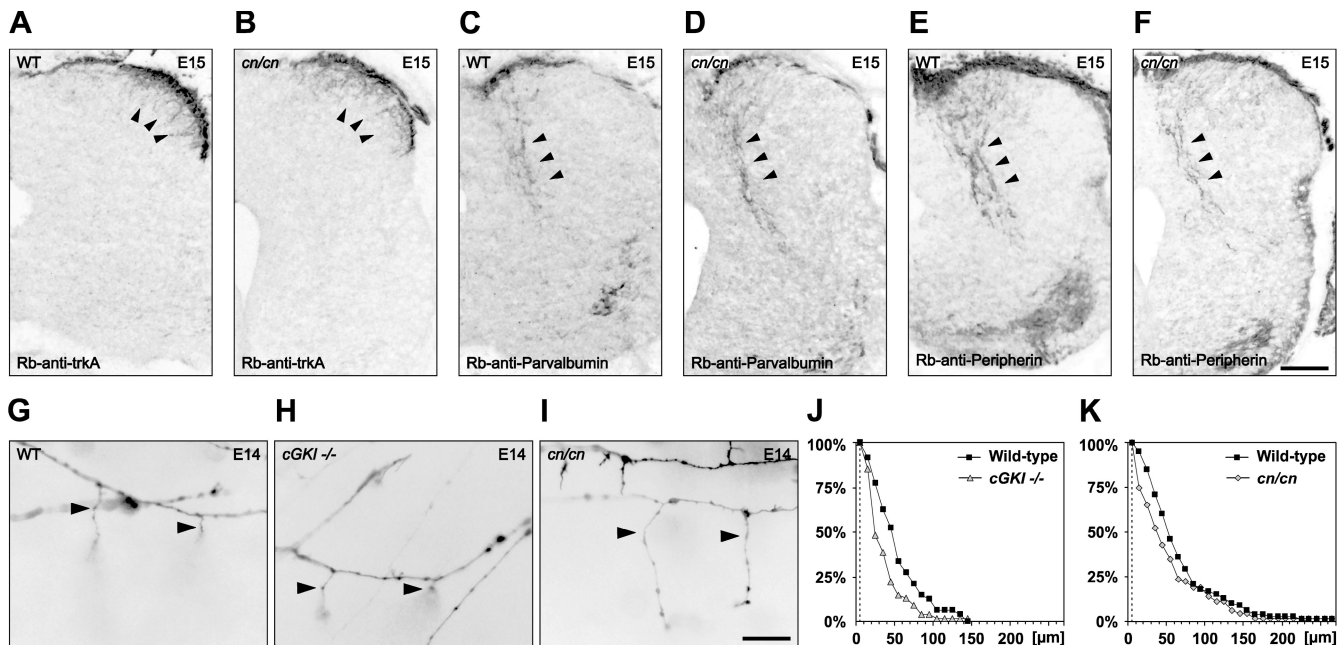 A B C D E F
WT E15
cn/cn E15
WT E15
cn/cn E15
WT E15
cn/cn E15
Rb-anti-trkA
Rb-anti-trkA
Rb-anti-Parvalbumin
Rb-anti-Parvalbumin
Rb-anti-Peripherin
Rb-anti-Peripherin
G H I J K
WT E14
cGKI -/- E14
cn/cn E14
100%
75%
50%
25%
0%
Wild-type
cGKI -/-
0 50 100 150 200 [µm]
100%
75%
50%
25%
0%
Wild-type
cn/cn
0 50 100 150 200 [µm]